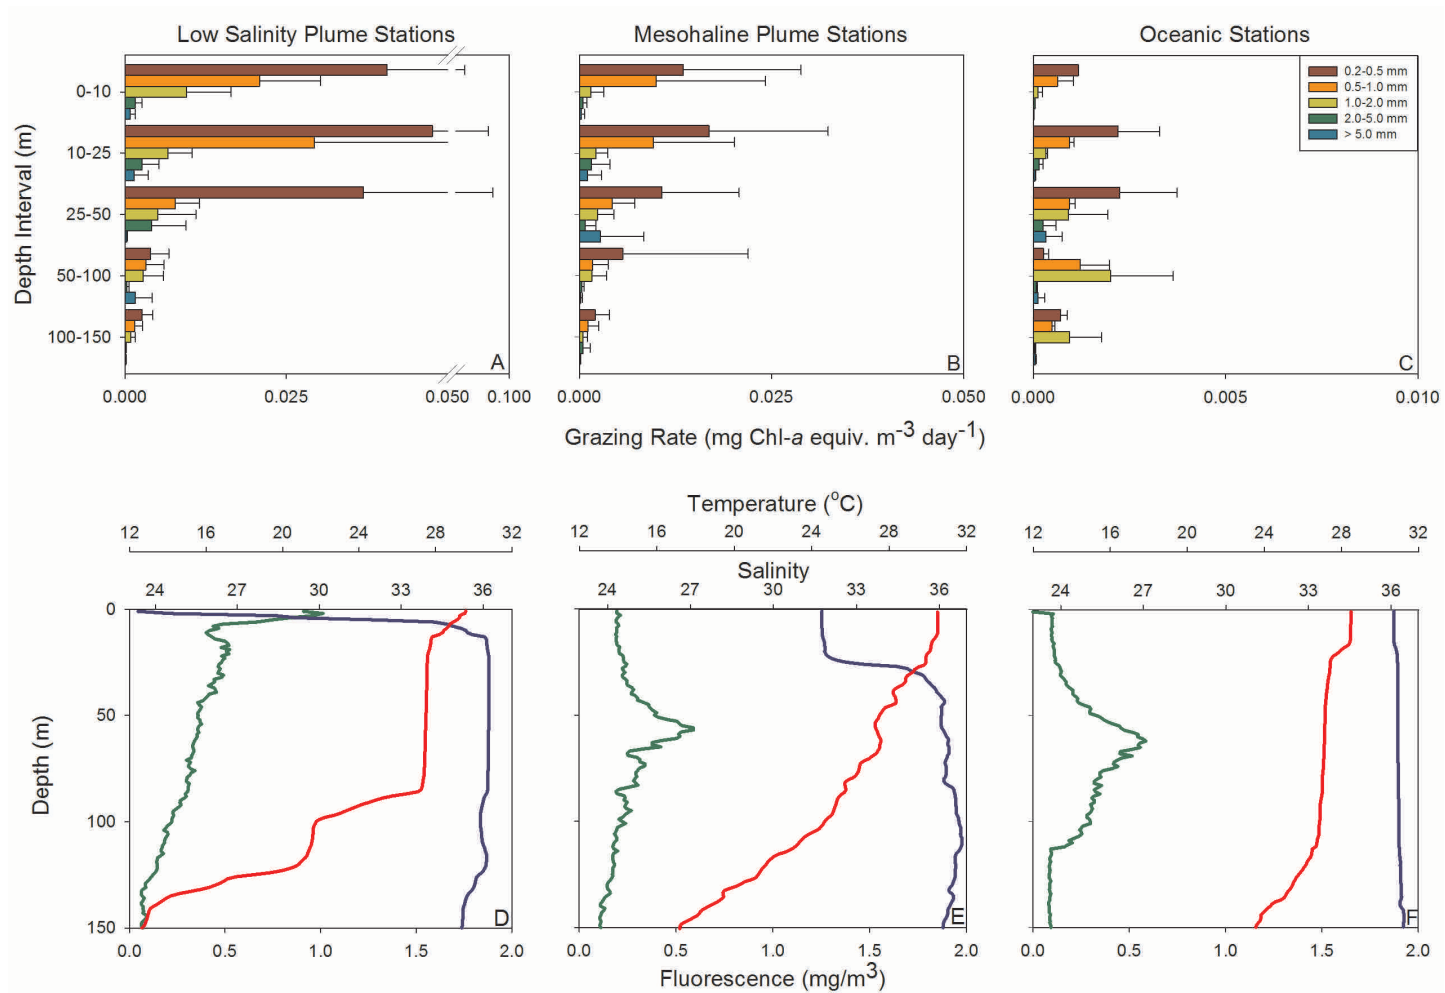 Low Salinity Plume Stations
Mesohaline Plume Stations
Oceanic Stations
Depth Interval (m)
0-10
10-25
25-50
50-100
100-150
0.2-0.5 mm
0.5-1.0 mm
1.0-2.0 mm
2.0-5.0 mm
> 5.0 mm
A
B
C
0.000 0.025 0.050 0.100
0.000 0.025 0.050
0.000 0.005 0.010
Grazing Rate (mg Chl-a equiv. m-3 day-1)
Temperature (oC)
12 16 20 24 28 32
12 16 20 24 28 32
12 16 20 24 28 32
Salinity
24 27 30 33 36
24 27 30 33 36
24 27 30 33 36
Depth (m)
0
50
100
150
D
E
F
0.0 0.5 1.0 1.5 2.0
0.0 0.5 1.0 1.5 2.0
0.0 0.5 1.0 1.5 2.0
Fluorescence (mg/m3)